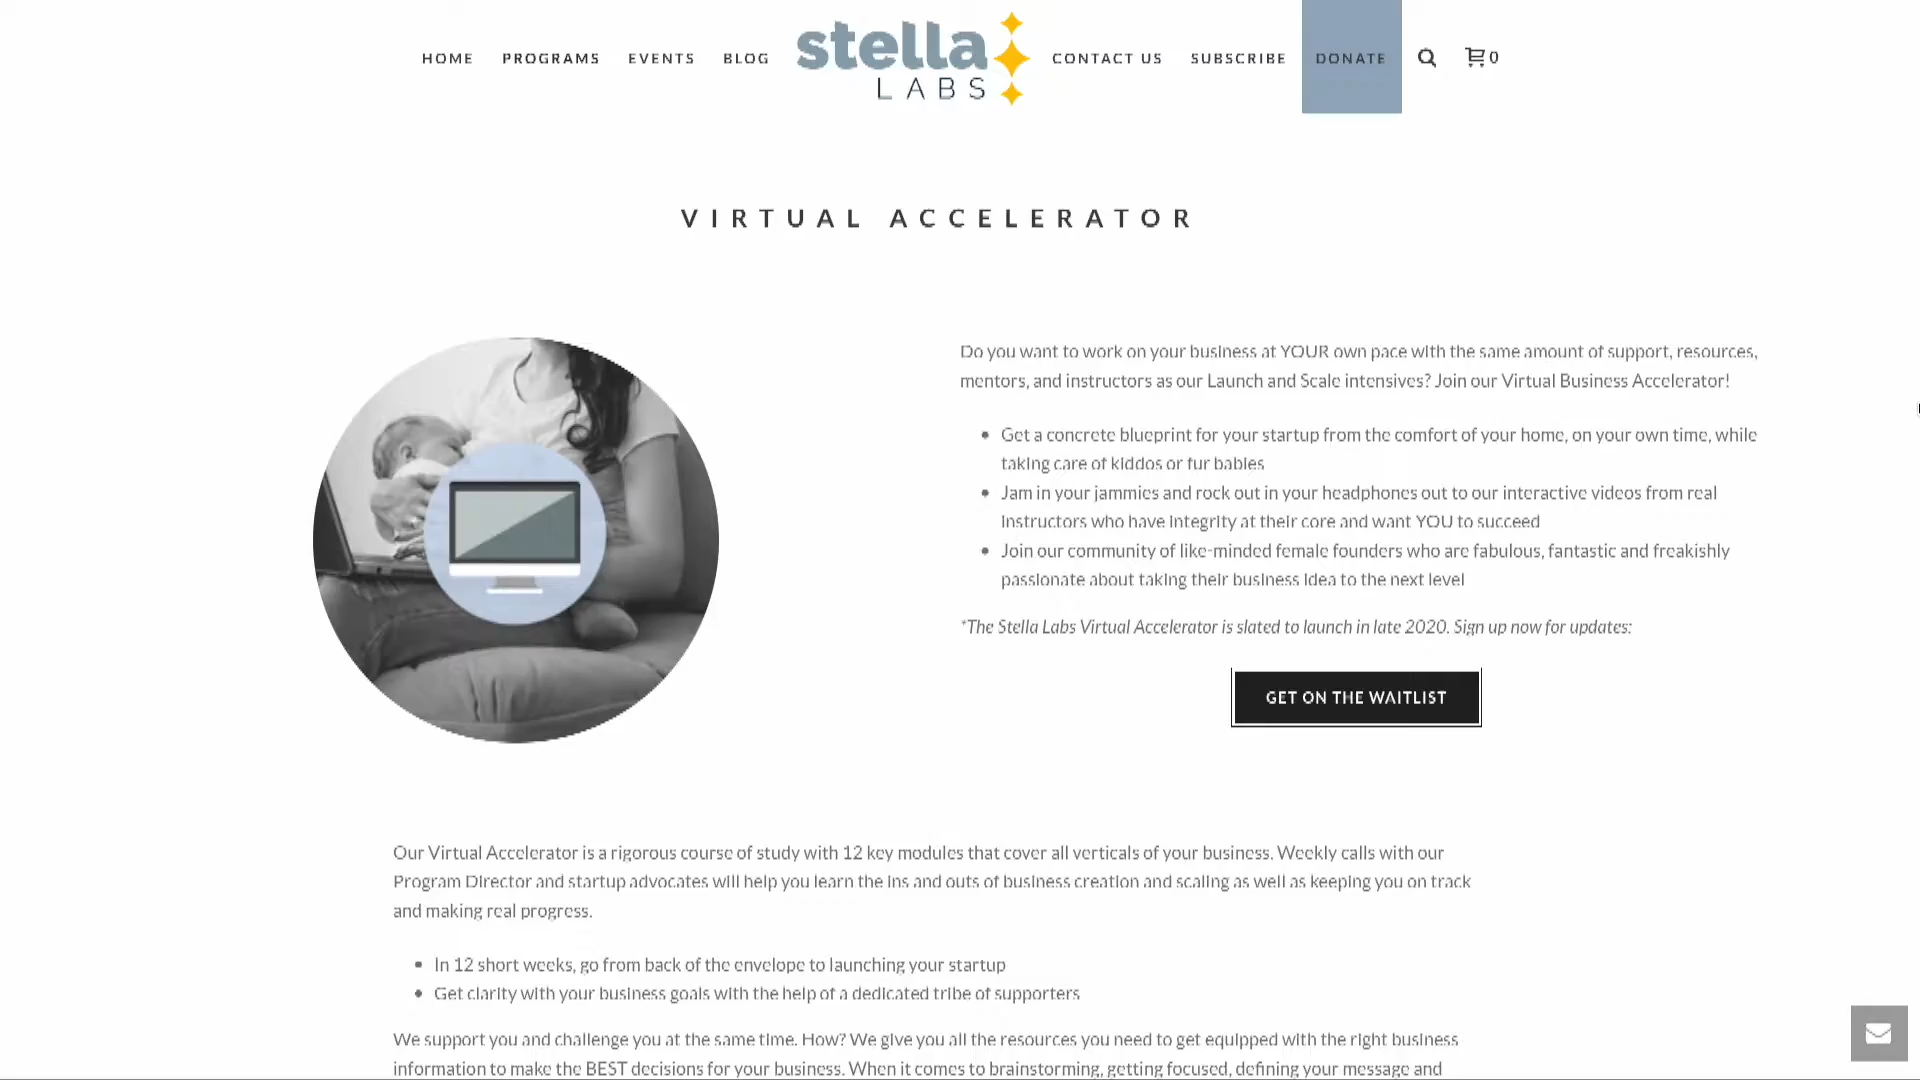 HOME PROGRAMS EVENTS BLOG stella LABS CONTACT US SUBSCRIBE DONATE 0
VIRTUAL ACCELERATOR
Do you want to work on your business at YOUR own pace with the same amount of support, resources,
mentors, and instructors as our Launch and Scale intensives? Join our Virtual Business Accelerator!
• Get a concrete blueprint for your startup from the comfort of your home, on your own time, while
taking care of kiddos or fur babies
• Jam in your jammies and rock out in your headphones out to our interactive videos from real
instructors who have integrity at their core and want YOU to succeed
• Join our community of like-minded female founders who are fabulous, fantastic and freakishly
passionate about taking their business idea to the next level
*The Stella Labs Virtual Accelerator is slated to launch in late 2020. Sign up now for updates:
GET ON THE WAITLIST
Our Virtual Accelerator is a rigorous course of study with 12 key modules that cover all verticals of your business. Weekly calls with our
Program Director and startup advocates will help you learn the ins and outs of business creation and scaling as well as keeping you on track
and making real progress.
• In 12 short weeks, go from back of the envelope to launching your startup
• Get clarity with your business goals with the help of a dedicated tribe of supporters
We support you and challenge you at the same time. How? We give you all the resources you need to get equipped with the right business
information to make the BEST decisions for your business. When it comes to brainstorming, getting focused, defining your message and